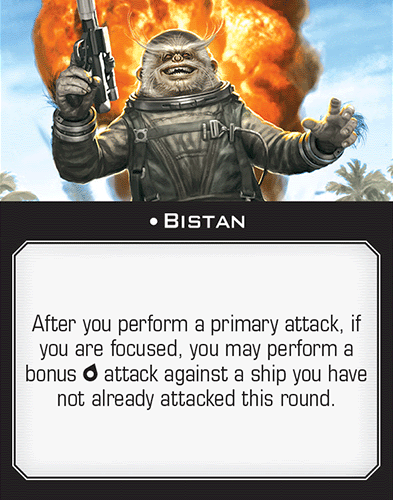 • Bistan
After you perform a primary attack, if
you are focused, you may perform a
bonus attack against a ship you have
not already attacked this round.